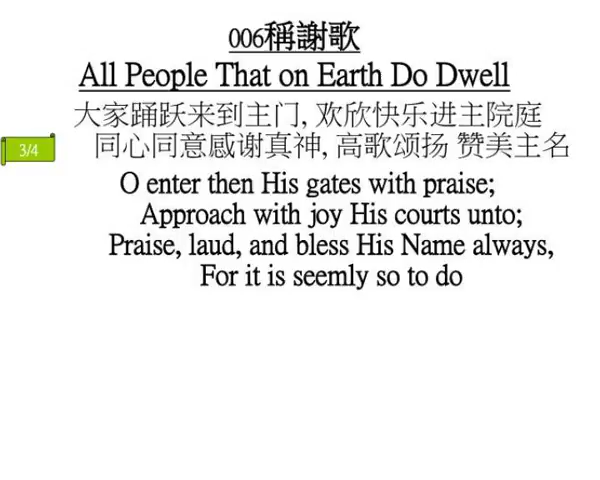 006稱謝歌
All People That on Earth Do Dwell
大家踊跃来到主门, 欢欣快乐进主院庭
3/4
同心同意感谢真神, 高歌颂扬 赞美主名
O enter then His gates with praise;
Approach with joy His courts unto;
Praise, laud, and bless His Name always,
For it is seemly so to do